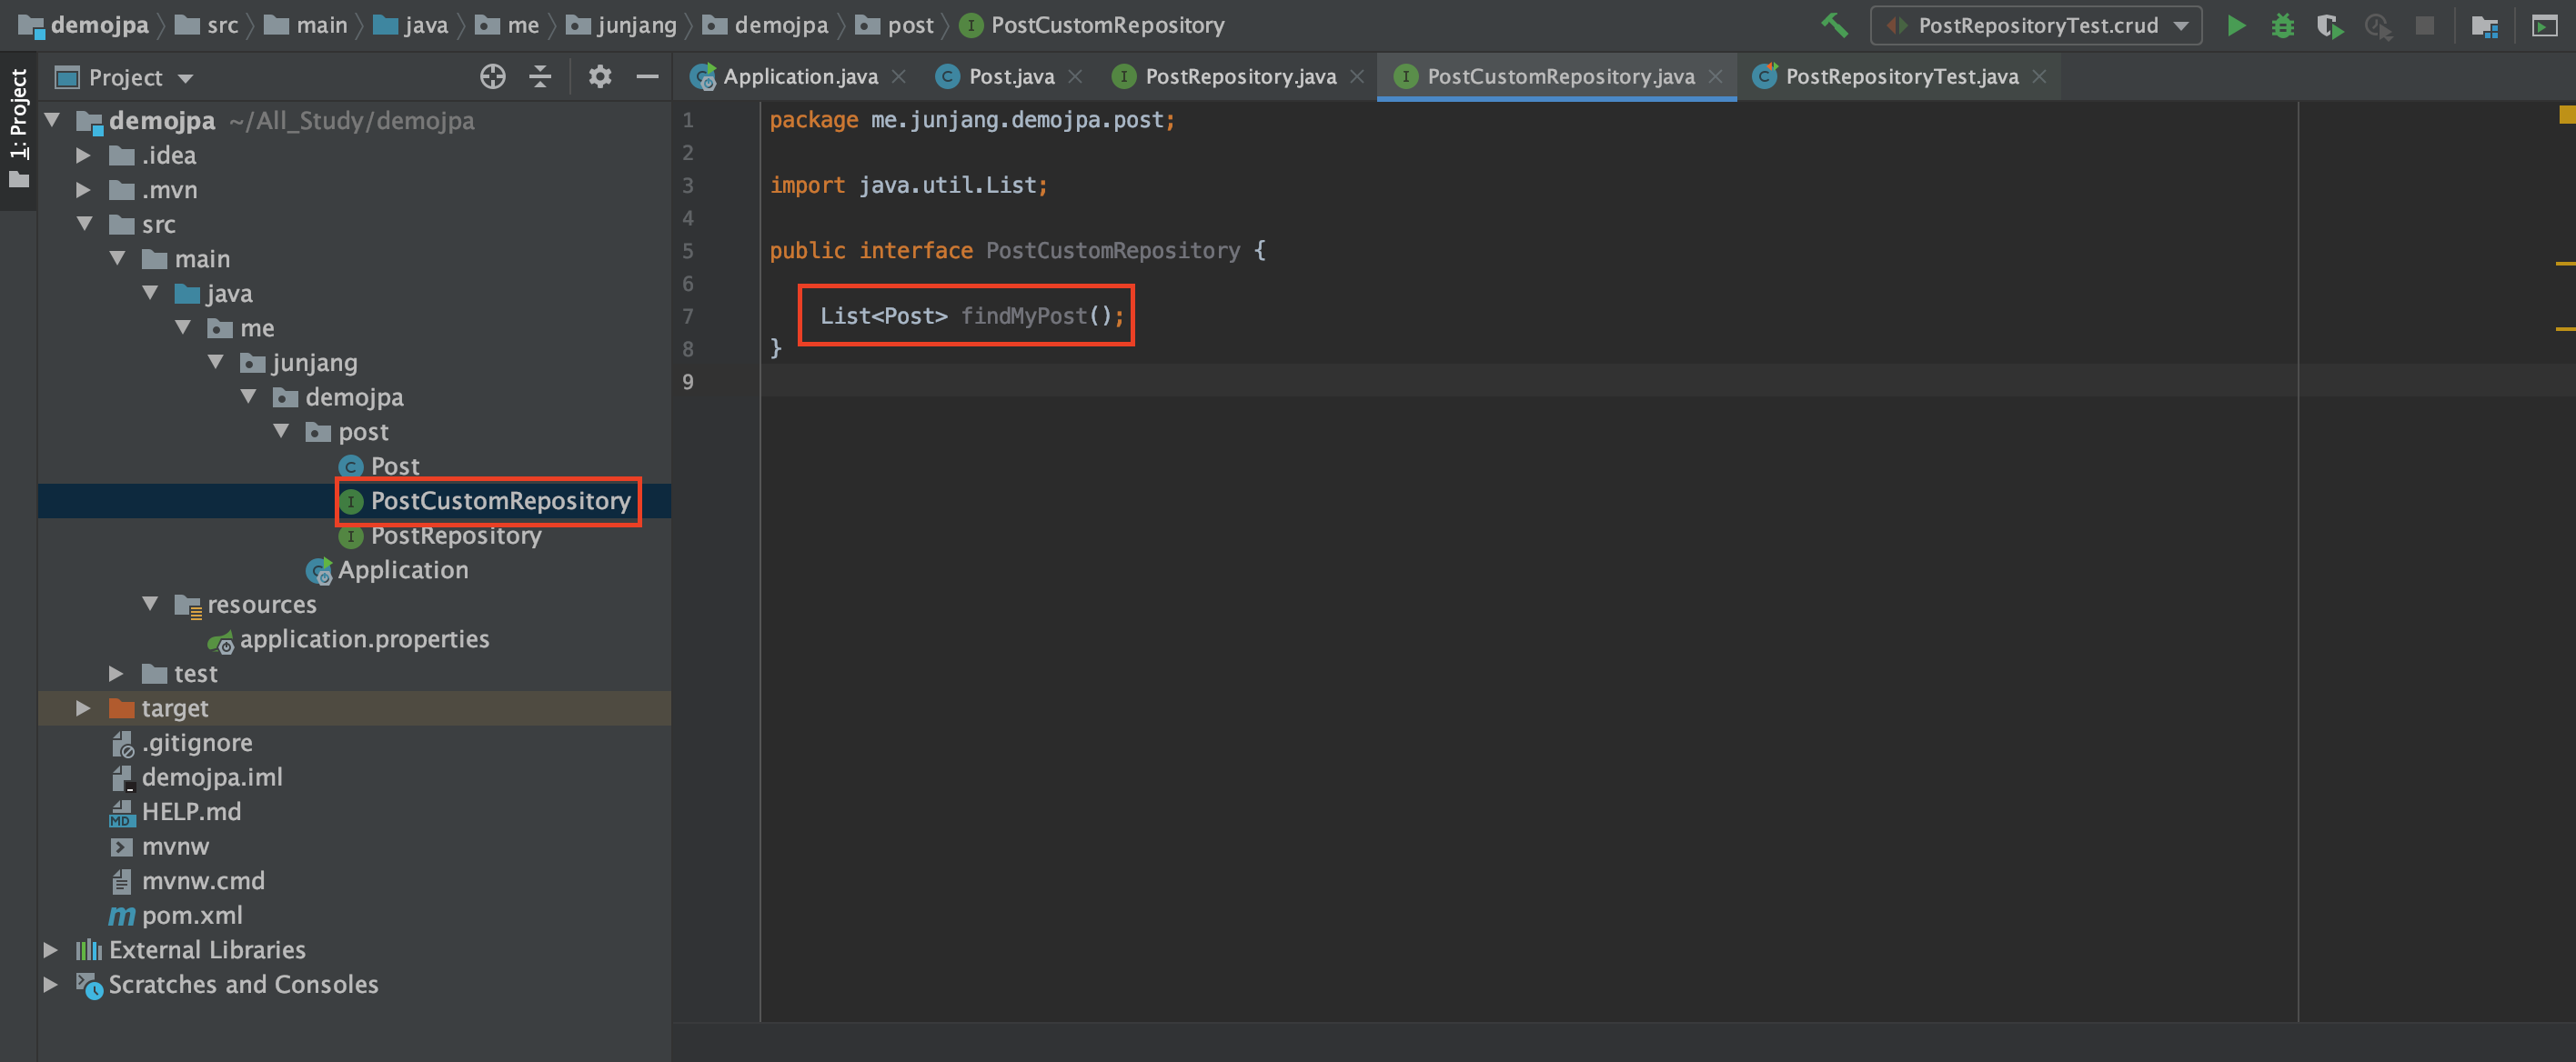 demojpa src main java me junjang demojpa post PostCustomRepository PostRepositoryTest.crud
1: Project
Project
Application.java Post.java PostRepository.java PostCustomRepository.java PostRepositoryTest.java
demojpa ~/All_Study/demojpa
.idea
.mvn
src
main
java
me
junjang
demojpa
post
C Post
I PostCustomRepository
I PostRepository
Application
resources
application.properties
test
target
.gitignore
demojpa.iml
MD HELP.md
mvnw
mvnw.cmd
m pom.xml
External Libraries
Scratches and Consoles
1 package me.junjang.demojpa.post;
2
3 import java.util.List;
4
5 public interface PostCustomRepository {
6
7 List<Post> findMyPost();
8 }
9